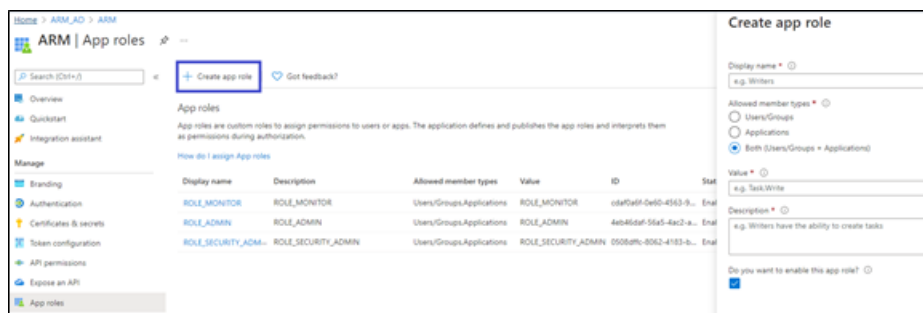 Home > ARM_AD > ARM
ARM | App roles
Search (Ctrl+/)
Overview
Quickstart
Integration assistant
Manage
Branding
Authentication
Certificates & secrets
Token configuration
API permissions
Expose an API
App roles
Create app role
Got feedback?
App roles
App roles are custom roles to assign permissions to users or apps. The application defines and publishes the app roles and interprets them
as permissions during authorization.
How do I assign App roles
Display name Description Allowed member types Value ID
ROLE_MONITOR ROLE_MONITOR Users/Groups,Applications ROLE_MONITOR
ROLE_ADMIN ROLE_ADMIN Users/Groups,Applications ROLE_ADMIN
ROLE_SECURITY_ADM... ROLE_SECURITY_ADMIN Users/Groups,Applications ROLE_SECURITY_ADMIN
Create app role
Display name *
e.g. Writers
Allowed member types *
Users/Groups
Applications
Both (Users/Groups + Applications)
Value *
e.g. Task.Write
Description *
e.g. Writers have the ability to create tasks
Do you want to enable this app role?